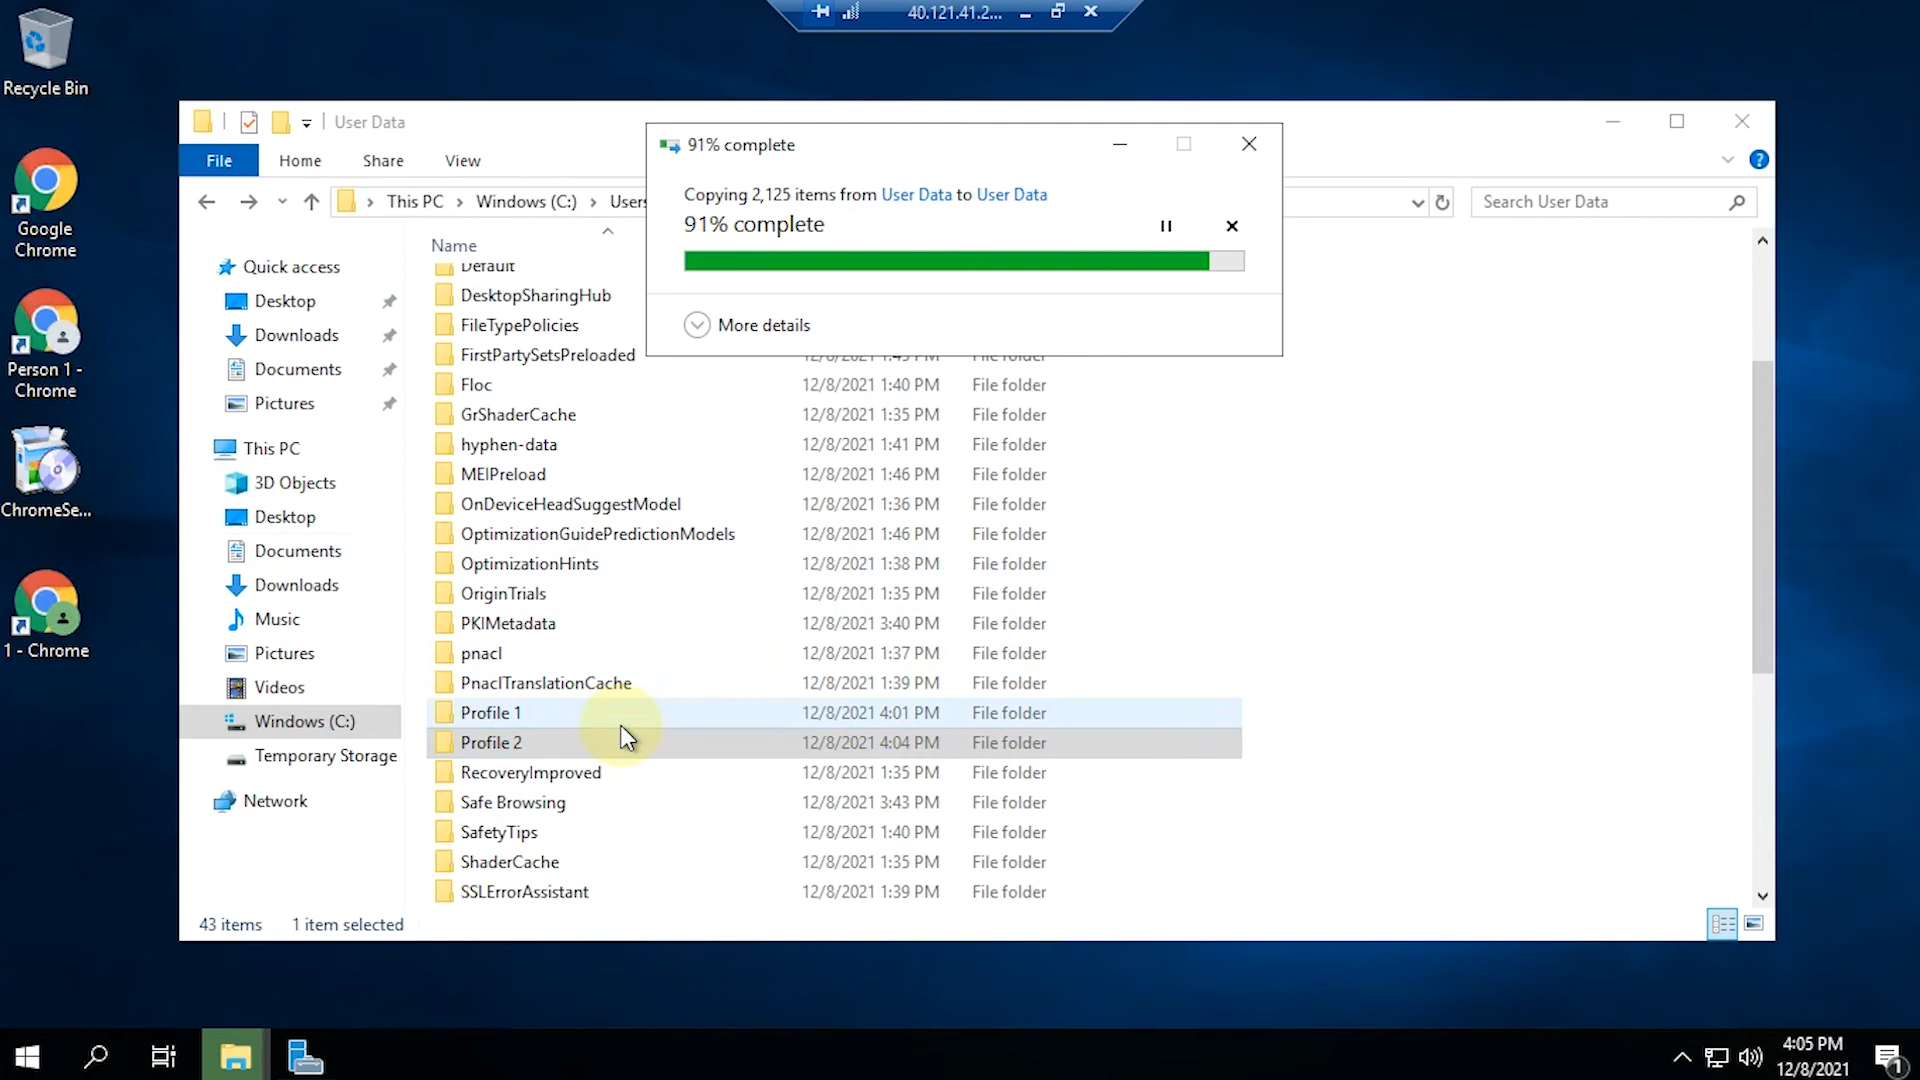 40.121.41.2...
Recycle Bin
Google
Chrome
Person 1 -
Chrome
ChromeSe...
1 - Chrome
User Data
File
Home
Share
View
This PC
Windows (C:)
Users
Search User Data
91% complete
Copying 2,125 items from User Data to User Data
91% complete
More details
Quick access
Desktop
Downloads
Documents
Pictures
This PC
3D Objects
Desktop
Documents
Downloads
Music
Pictures
Videos
Windows (C:)
Temporary Storage
Network
Name
Default
DesktopSharingHub
FileTypePolicies
FirstPartySetsPreloaded 12/8/2021 1:45 PM File folder
Floc 12/8/2021 1:40 PM File folder
GrShaderCache 12/8/2021 1:35 PM File folder
hyphen-data 12/8/2021 1:41 PM File folder
MEIPreload 12/8/2021 1:46 PM File folder
OnDeviceHeadSuggestModel 12/8/2021 1:36 PM File folder
OptimizationGuidePredictionModels 12/8/2021 1:46 PM File folder
OptimizationHints 12/8/2021 1:38 PM File folder
OriginTrials 12/8/2021 1:35 PM File folder
PKIMetadata 12/8/2021 3:40 PM File folder
pnacl 12/8/2021 1:37 PM File folder
PnaclTranslationCache 12/8/2021 1:39 PM File folder
Profile 1 12/8/2021 4:01 PM File folder
Profile 2 12/8/2021 4:04 PM File folder
RecoveryImproved 12/8/2021 1:35 PM File folder
Safe Browsing 12/8/2021 3:43 PM File folder
SafetyTips 12/8/2021 1:40 PM File folder
ShaderCache 12/8/2021 1:35 PM File folder
SSLErrorAssistant 12/8/2021 1:39 PM File folder
43 items
1 item selected
4:05 PM
12/8/2021
1